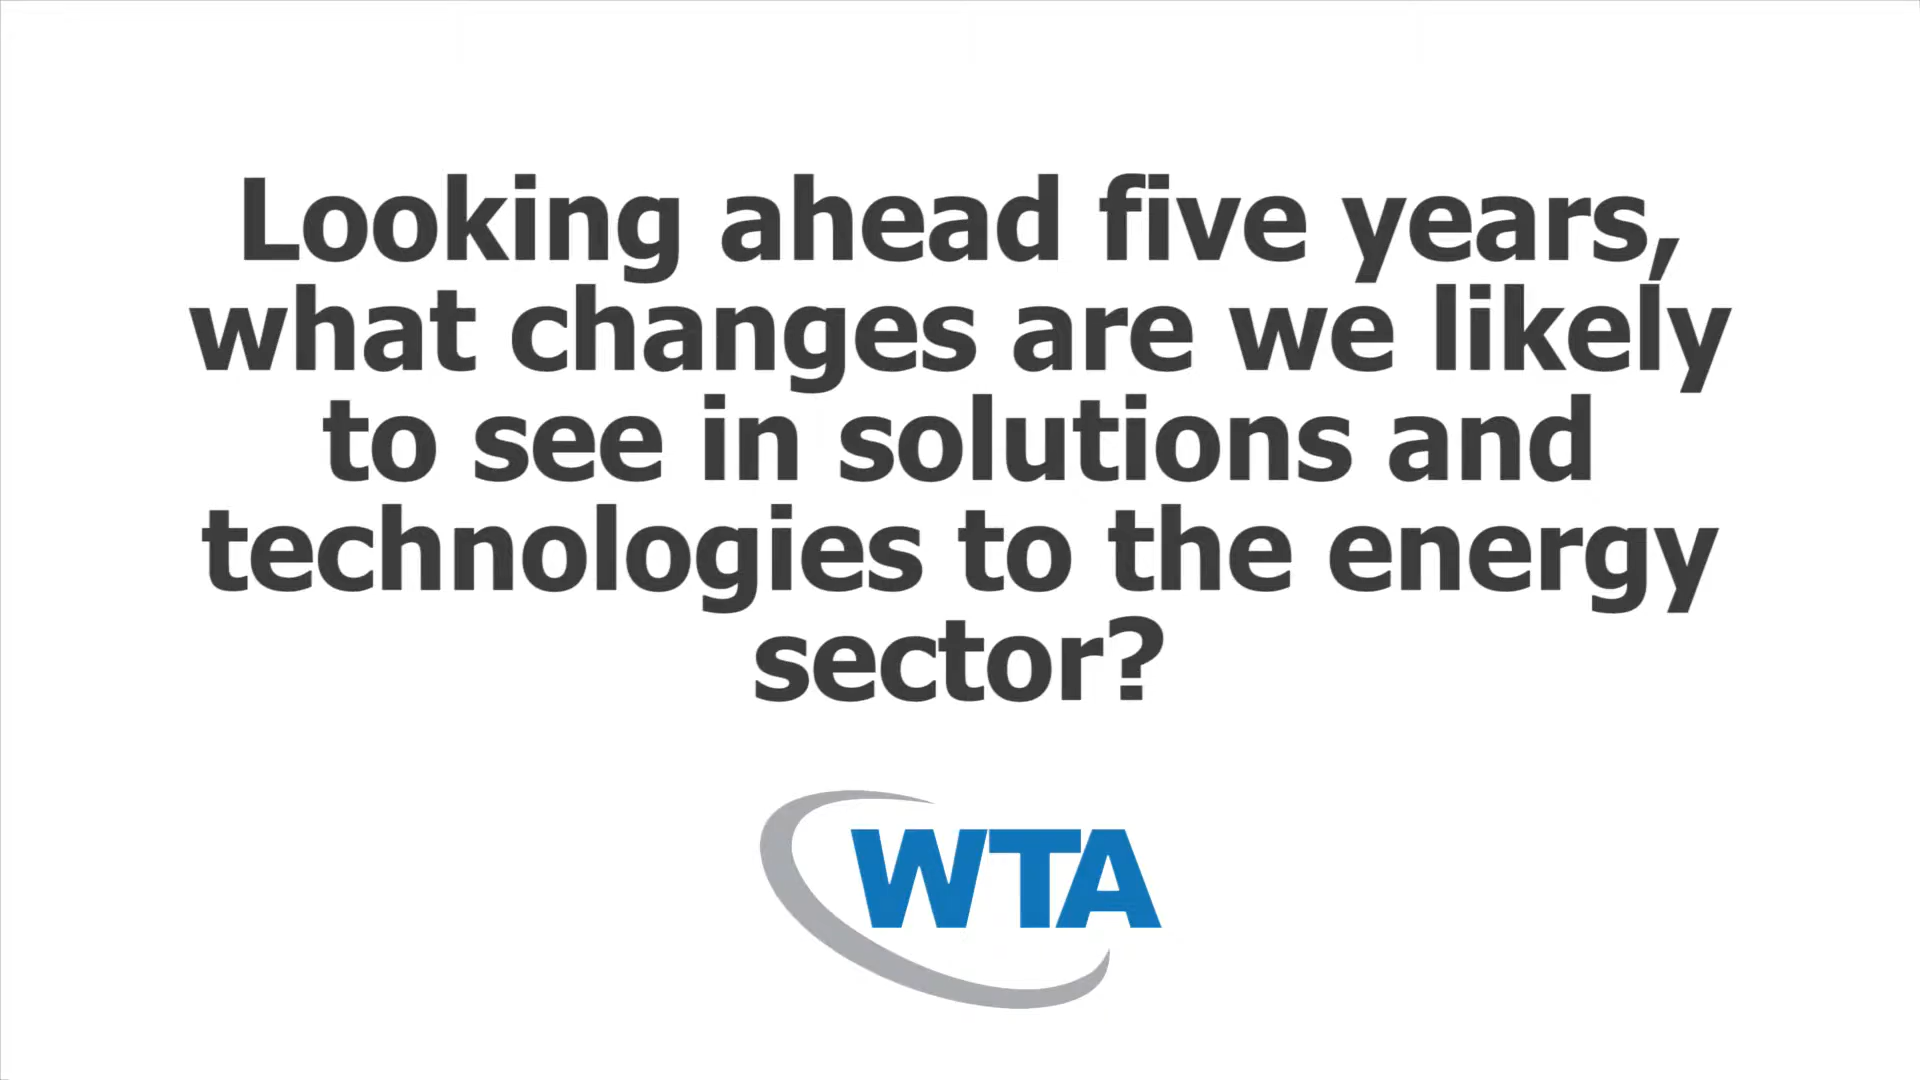 Looking ahead five years,
what changes are we likely
to see in solutions and
technologies to the energy
sector?
WTA